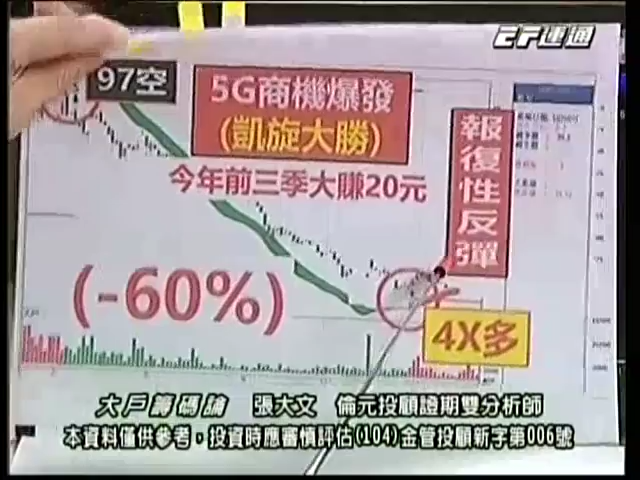 運通
97空
5G商機爆發
(凱旋大勝)
今年前三季大賺20元
報復性反彈
(-60%)
4X多
大戶籌碼論 張大文 倫元投顧證期雙分析師
本資料僅供參考，投資時應審慎評估(104)金管投顧新字第006號